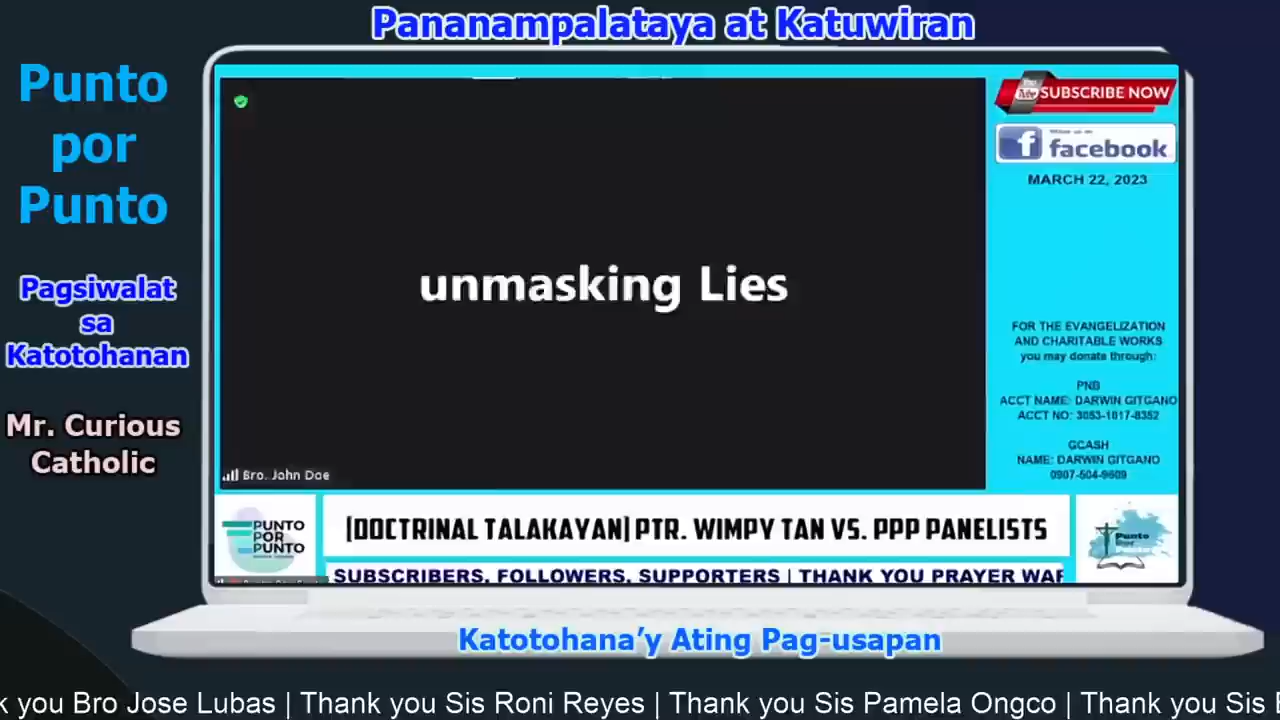 Pananampalataya at Katuwiran
Punto
por
Punto
Pagsiwalat
sa
Katotohanan
Mr. Curious
Catholic
unmasking Lies
Bro. John Doe
SUBSCRIBE NOW
facebook
MARCH 22, 2023
FOR THE EVANGELIZATION
AND CHARITABLE WORKS
you may donate through:
PNB
ACCT NAME: DARWIN GITGANO
ACCT NO: 3053-1017-8352
GCASH
NAME: DARWIN GITGANO
0907-504-9609
PUNTO
POR
PUNTO
[DOCTRINAL TALAKAYAN] PTR. WIMPY TAN VS. PPP PANELISTS
SUBSCRIBERS, FOLLOWERS, SUPPORTERS | THANK YOU PRAYER WAR
Punto
Por
Punto
Katotohana'y Ating Pag-usapan
k you Bro Jose Lubas | Thank you Sis Roni Reyes | Thank you Sis Pamela Ongco | Thank you Sis